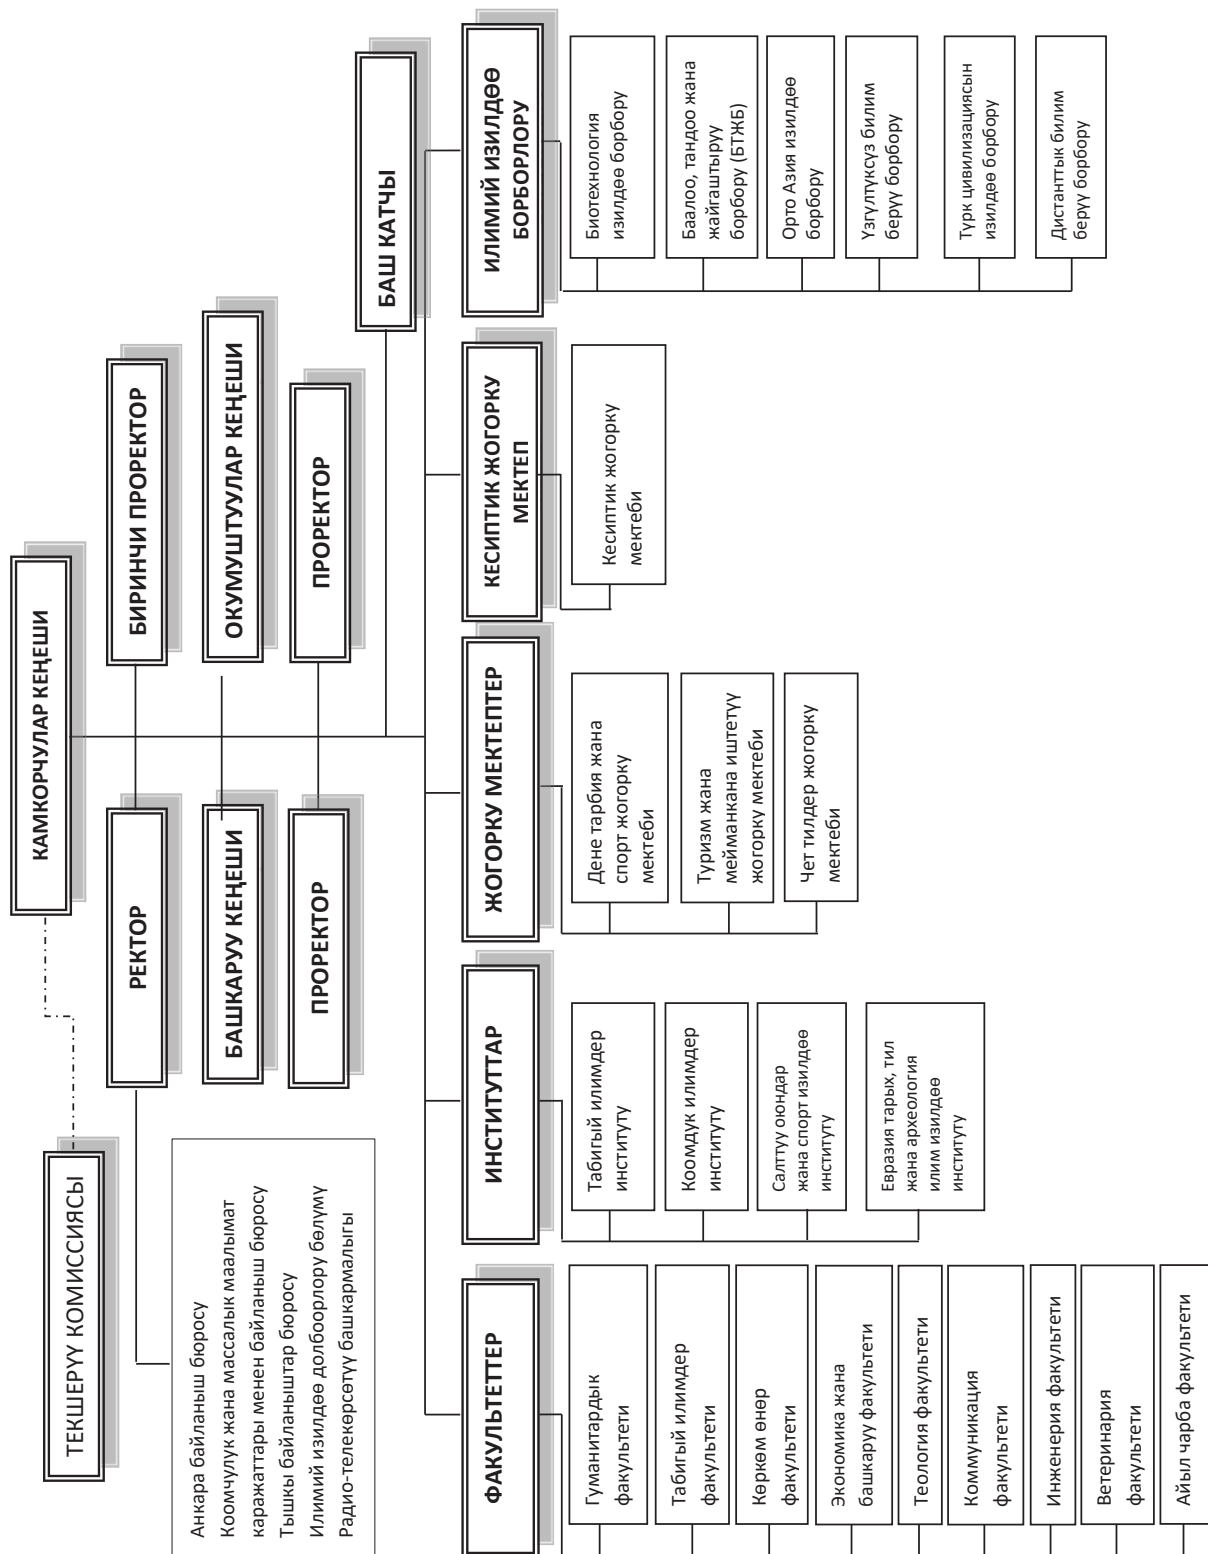 КАМКОРЧУЛАР КЕҢЕШИ
ТЕКШЕРҮҮ КОМИССИЯСЫ
РЕКТОР
БИРИНЧИ ПРОРЕКТОР
БАШКАРУУ КЕҢЕШИ
ОКУМУШТУУЛАР КЕҢЕШИ
ПРОРЕКТОР
ПРОРЕКТОР
БАШ КАТЧЫ
Анкара байланыш бюросу
Коомчулук жана массалык маалымат
каражаттары менен байланыш бюросу
Тышкы байланыштар бюросу
Илимий изилдөө долбоорлору бөлүмү
Радио-телекөрсөтүү башкармалыгы
ФАКУЛЬТЕТТЕР
Гуманитардык
факультети
Табигый илимдер
факультети
Көркөм өнөр
факультети
Экономика жана
башкаруу факультети
Теология факультети
Коммуникация
факультети
Инженерия факультети
Ветеринария
факультети
Айыл чарба факультети
ИНСТИТУТТАР
Табигый илимдер
институту
Коомдук илимдер
институту
Салттуу оюндар
жана спорт изилдөө
институту
Евразия тарых, тил
жана археология
илим изилдөө
институту
ЖОГОРКУ МЕКТЕПТЕР
Дене тарбия жана
спорт жогорку
мектеби
Туризм жана
мейманкана иштетүү
жогорку мектеби
Чет тилдер жогорку
мектеби
КЕСИПТИК ЖОГОРКУ
МЕКТЕП
Кесиптик жогорку
мектеби
ИЛИМИЙ ИЗИЛДӨӨ
БОРБОРЛОРУ
Биотехнология
изилдөө борбору
Баалоо, тандоо жана
жайгаштыруу
борбору (БТЖБ)
Орто Азия изилдөө
борбору
Үзгүлтүксүз билим
берүү борбору
Түрк цивилизациясын
изилдөө борбору
Дистанттык билим
берүү борбору